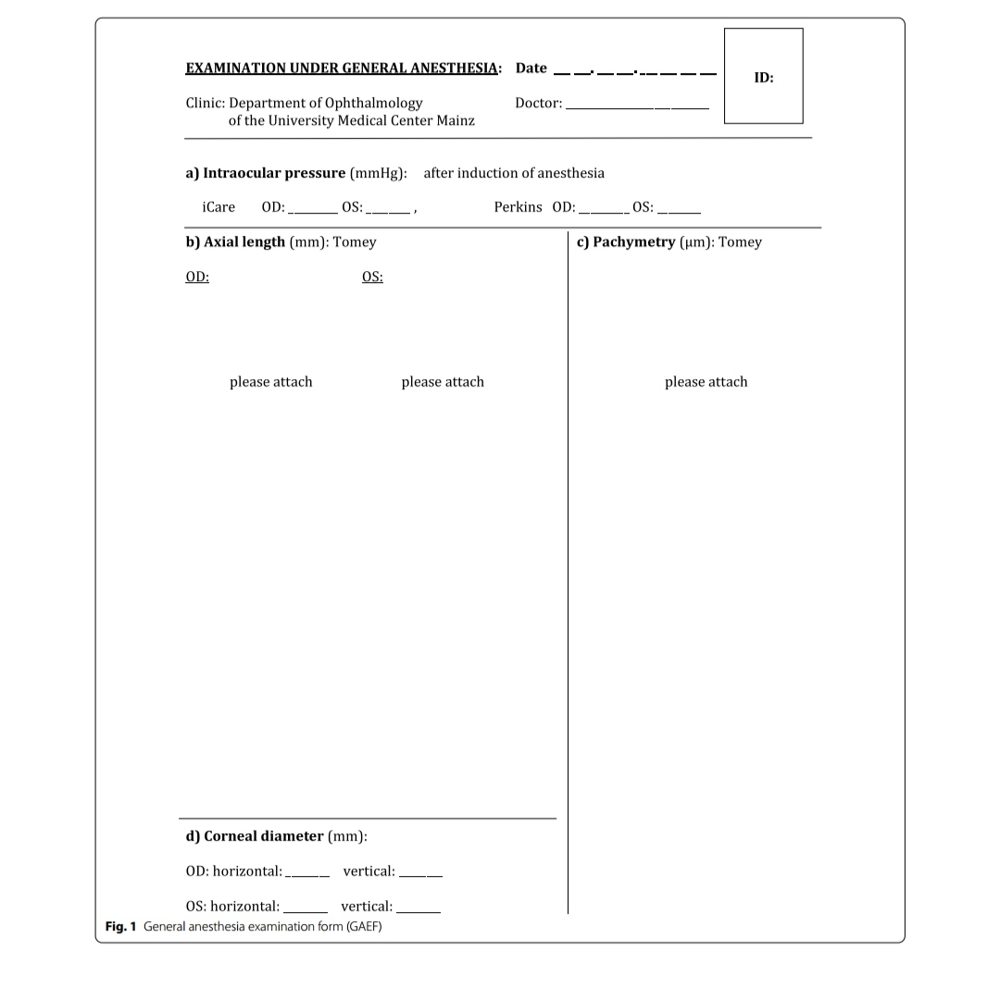 EXAMINATION UNDER GENERAL ANESTHESIA: Date __ __.__ __.__ __ __ __
ID:
Clinic: Department of Ophthalmology Doctor: ____________________
of the University Medical Center Mainz
a) Intraocular pressure (mmHg): after induction of anesthesia
iCare OD:_______ OS:______, Perkins OD:_______ OS:______
b) Axial length (mm): Tomey
OD: OS:
please attach please attach
c) Pachymetry (μm): Tomey
please attach
d) Corneal diameter (mm):
OD: horizontal:______ vertical:______
OS: horizontal:______ vertical:______
Fig. 1 General anesthesia examination form (GAEF)